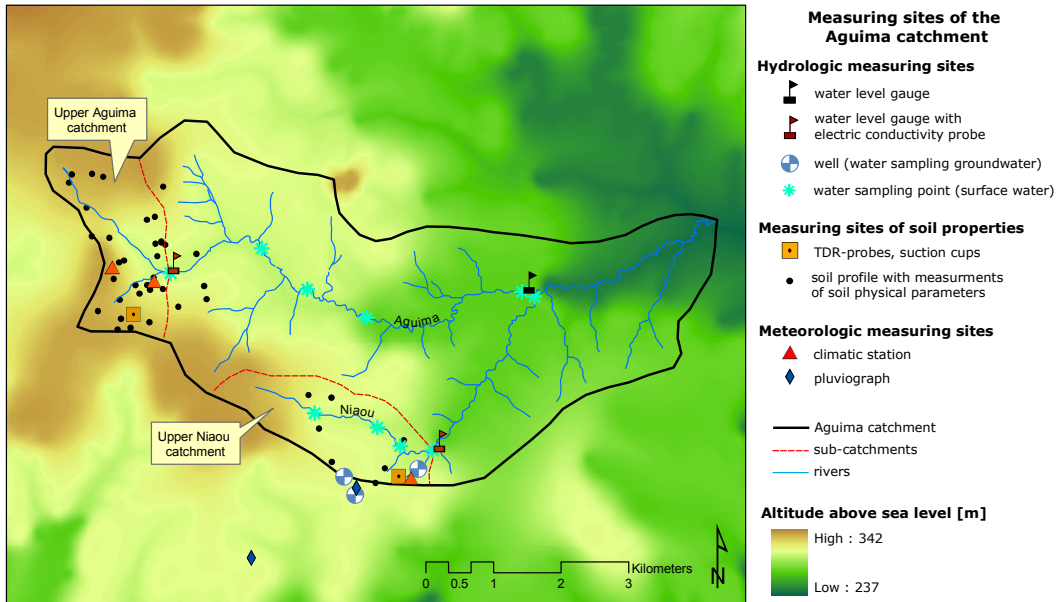 Measuring sites of the
Aguima catchment
Hydrologic measuring sites
water level gauge
water level gauge with
electric conductivity probe
well (water sampling groundwater)
water sampling point (surface water)
Measuring sites of soil properties
TDR-probes, suction cups
soil profile with measurments
of soil physical parameters
Meteorologic measuring sites
climatic station
pluviograph
Aguima catchment
sub-catchments
rivers
Altitude above sea level [m]
High : 342
Low : 237
Upper Aguima
catchment
Aguima
Niaou
Upper Niaou
catchment
Kilometers
0 0.5 1 2 3
N